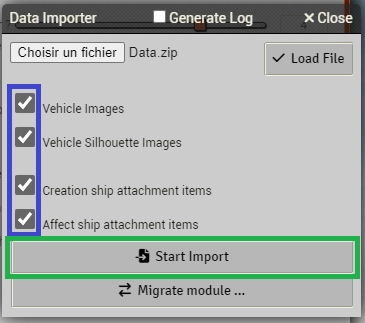 Data Importer Generate Log × Close
Choisir un fichier Data.zip
Load File
Vehicle Images
Vehicle Silhouette Images
Creation ship attachment items
Affect ship attachment items
Start Import
Migrate module ...